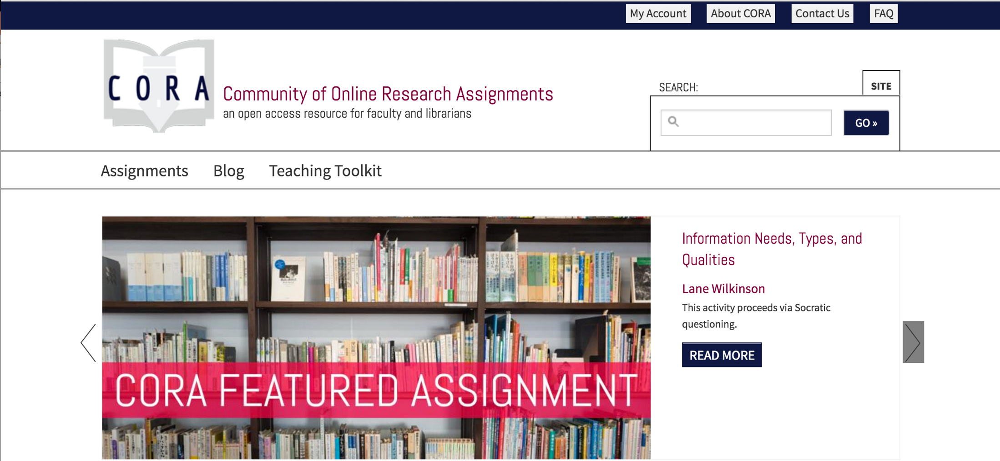 My Account
About CORA
Contact Us
FAQ
CORA
Community of Online Research Assignments
an open access resource for faculty and librarians
SEARCH:
SITE
GO »
Assignments
Blog
Teaching Toolkit
CORA FEATURED ASSIGNMENT
Information Needs, Types, and
Qualities
Lane Wilkinson
This activity proceeds via Socratic
questioning.
READ MORE